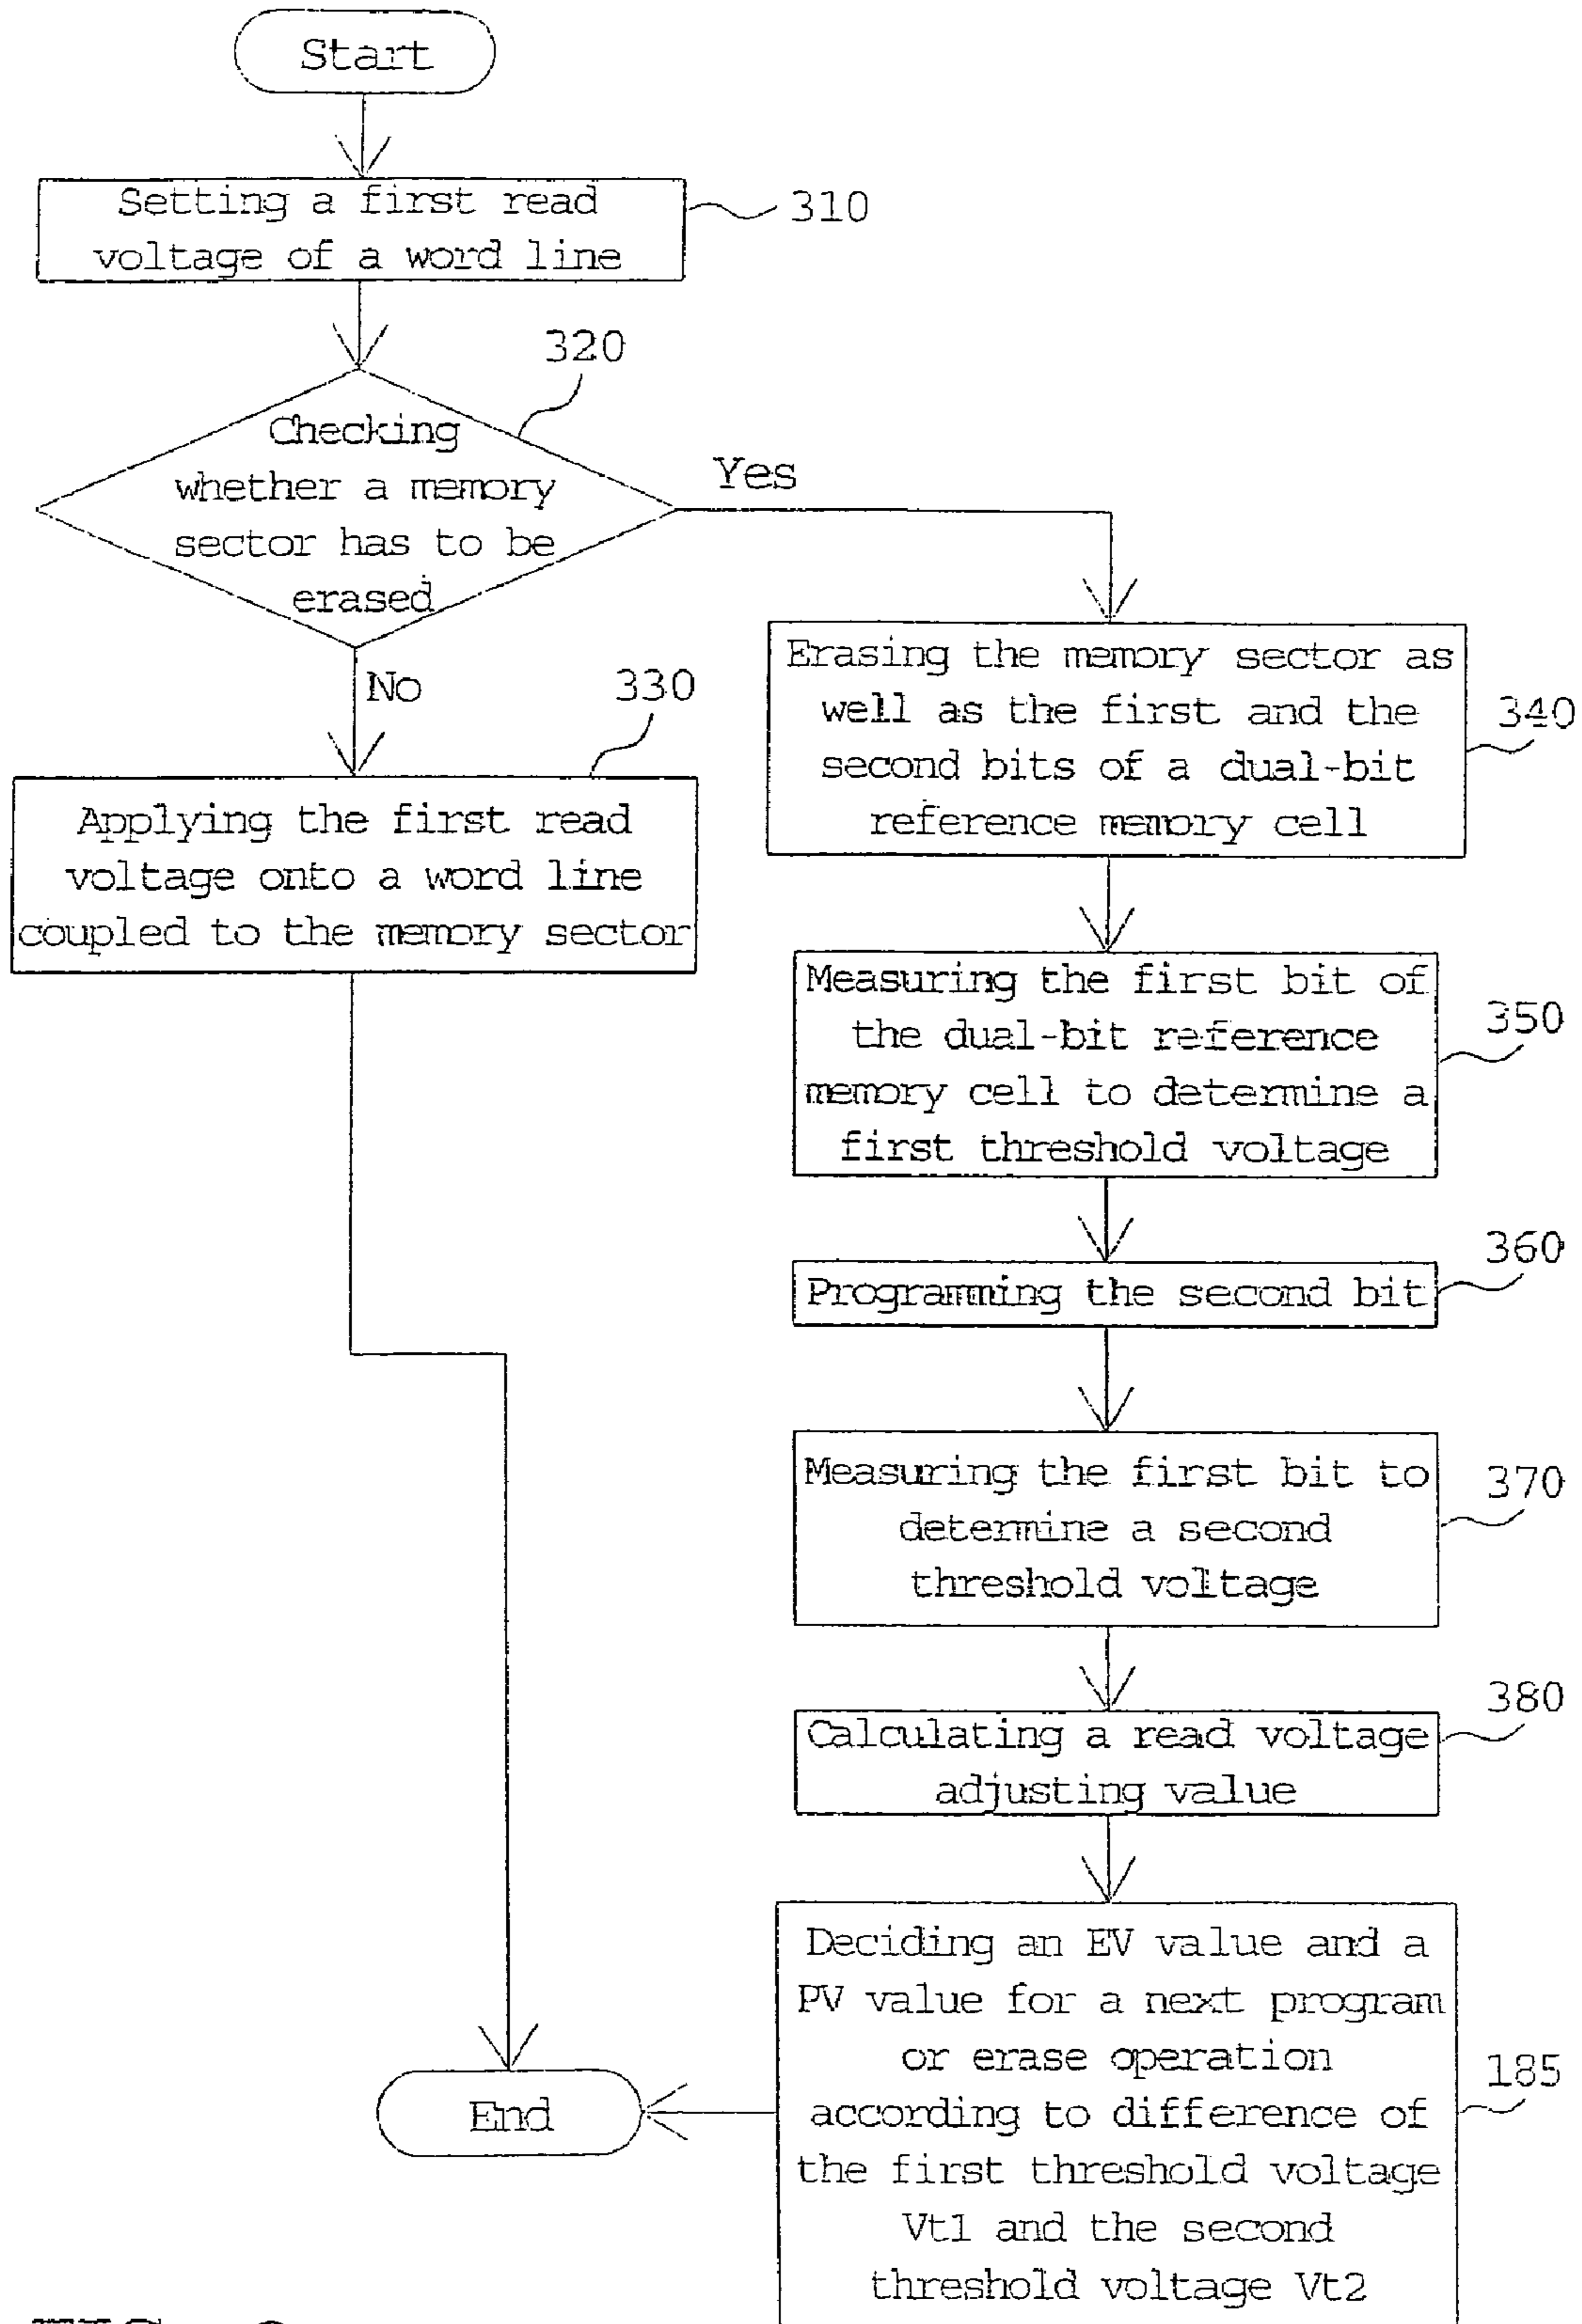 Start
Setting a first read
voltage of a word line
310
320
Checking
whether a memory
sector has to be
erased
Yes
No
330
Applying the first read
voltage onto a word line
coupled to the memory sector
Erasing the memory sector as
well as the first and the
second bits of a dual-bit
reference memory cell
340
Measuring the first bit of
the dual-bit reference
memory cell to determine a
first threshold voltage
350
360
Programming the second bit
Measuring the first bit to
determine a second
threshold voltage
370
380
Calculating a read voltage
adjusting value
Deciding an EV value and a
PV value for a next program
or erase operation
according to difference of
the first threshold voltage
Vt1 and the second
threshold voltage Vt2
185
End